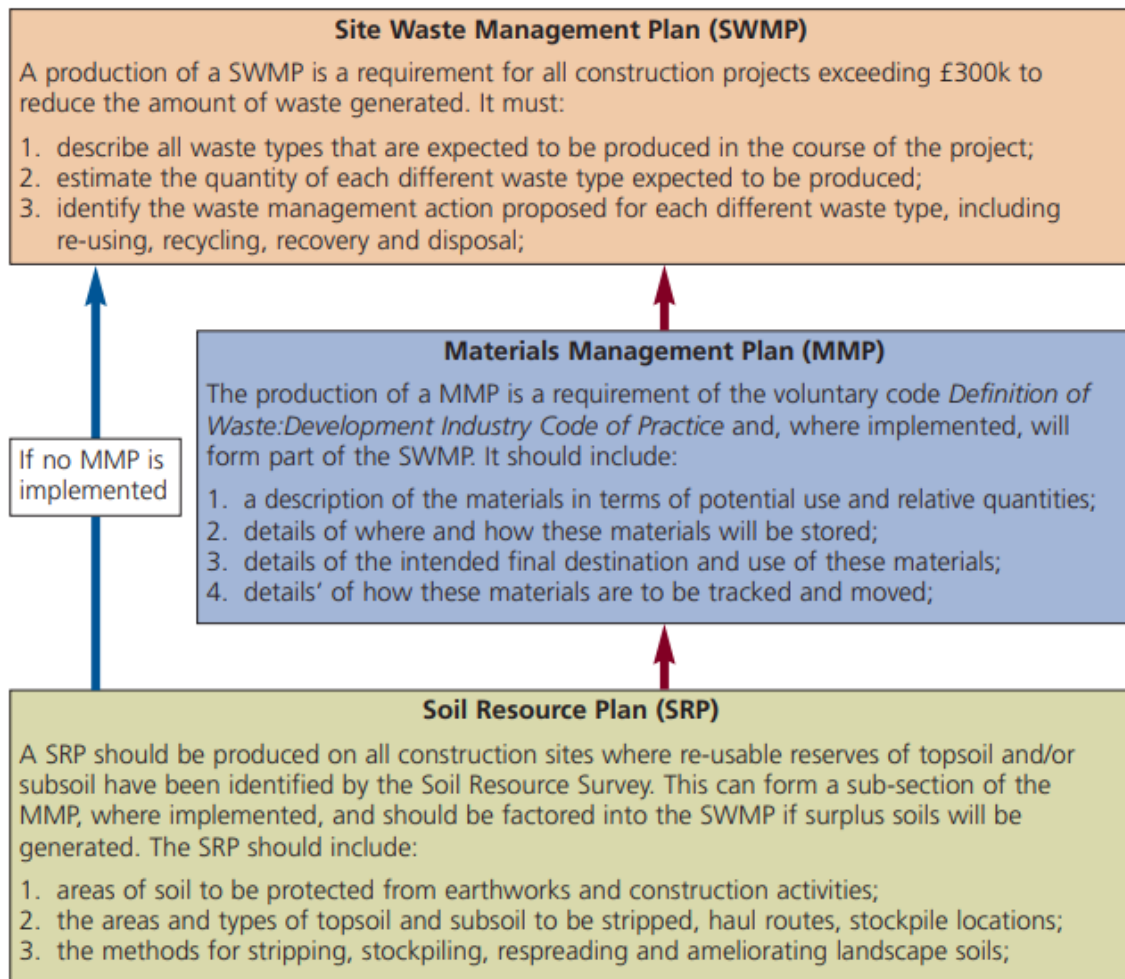 Site Waste Management Plan (SWMP)
A production of a SWMP is a requirement for all construction projects exceeding £300k to
reduce the amount of waste generated. It must:
1. describe all waste types that are expected to be produced in the course of the project;
2. estimate the quantity of each different waste type expected to be produced;
3. identify the waste management action proposed for each different waste type, including
re-using, recycling, recovery and disposal;
Materials Management Plan (MMP)
The production of a MMP is a requirement of the voluntary code Definition of
Waste:Development Industry Code of Practice and, where implemented, will
form part of the SWMP. It should include:
1. a description of the materials in terms of potential use and relative quantities;
2. details of where and how these materials will be stored;
3. details of the intended final destination and use of these materials;
4. details' of how these materials are to be tracked and moved;
If no MMP is
implemented
Soil Resource Plan (SRP)
A SRP should be produced on all construction sites where re-usable reserves of topsoil and/or
subsoil have been identified by the Soil Resource Survey. This can form a sub-section of the
MMP, where implemented, and should be factored into the SWMP if surplus soils will be
generated. The SRP should include:
1. areas of soil to be protected from earthworks and construction activities;
2. the areas and types of topsoil and subsoil to be stripped, haul routes, stockpile locations;
3. the methods for stripping, stockpiling, respreading and ameliorating landscape soils;